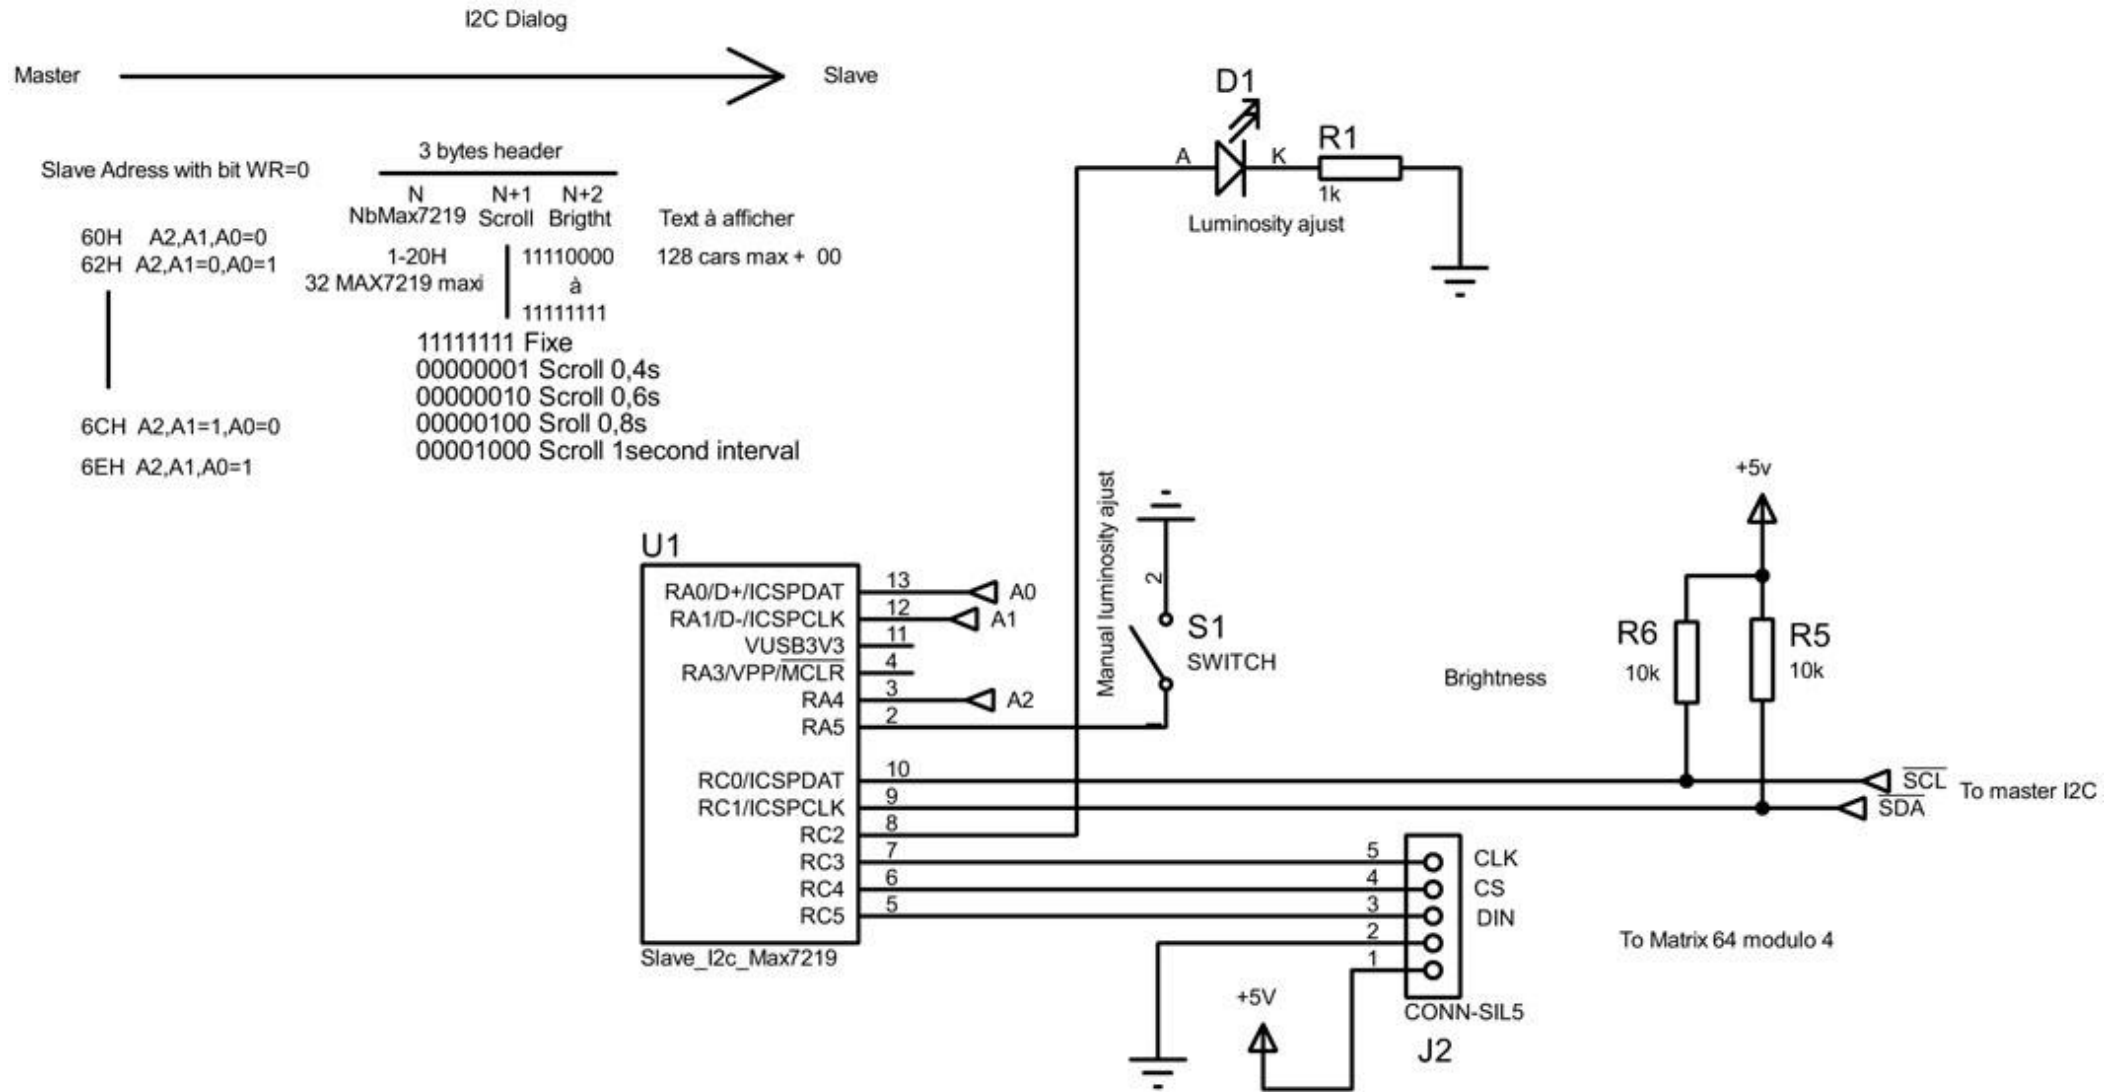 I2C Dialog
Master
Slave
Slave Adress with bit WR=0
3 bytes header
N N+1 N+2
NbMax7219 Scroll Brigtht
Text à afficher
60H A2,A1,A0=0
62H A2,A1=0,A0=1
1-20H
32 MAX7219 maxi
11110000
à
11111111
128 cars max + 00
11111111 Fixe
00000001 Scroll 0,4s
00000010 Scroll 0,6s
00000100 Sroll 0,8s
00001000 Scroll 1second interval
6CH A2,A1=1,A0=0
6EH A2,A1,A0=1
D1
A
K
R1
1k
Luminosity ajust
Manual luminosity ajust
2
1
S1
SWITCH
+5v
R6
10k
R5
10k
Brightness
U1
RA0/D+/ICSPDAT 13 A0
RA1/D-/ICSPCLK 12 A1
VUSB3V3 11
RA3/VPP/MCLR 4
RA4 3 A2
RA5 2
RC0/ICSPDAT 10 SCL
RC1/ICSPCLK 9 SDA
To master I2C
RC2 8
RC3 7 5 CLK
RC4 6 4 CS
RC5 5 3 DIN
2
1
Slave_I2c_Max7219
To Matrix 64 modulo 4
+5V
CONN-SIL5
J2